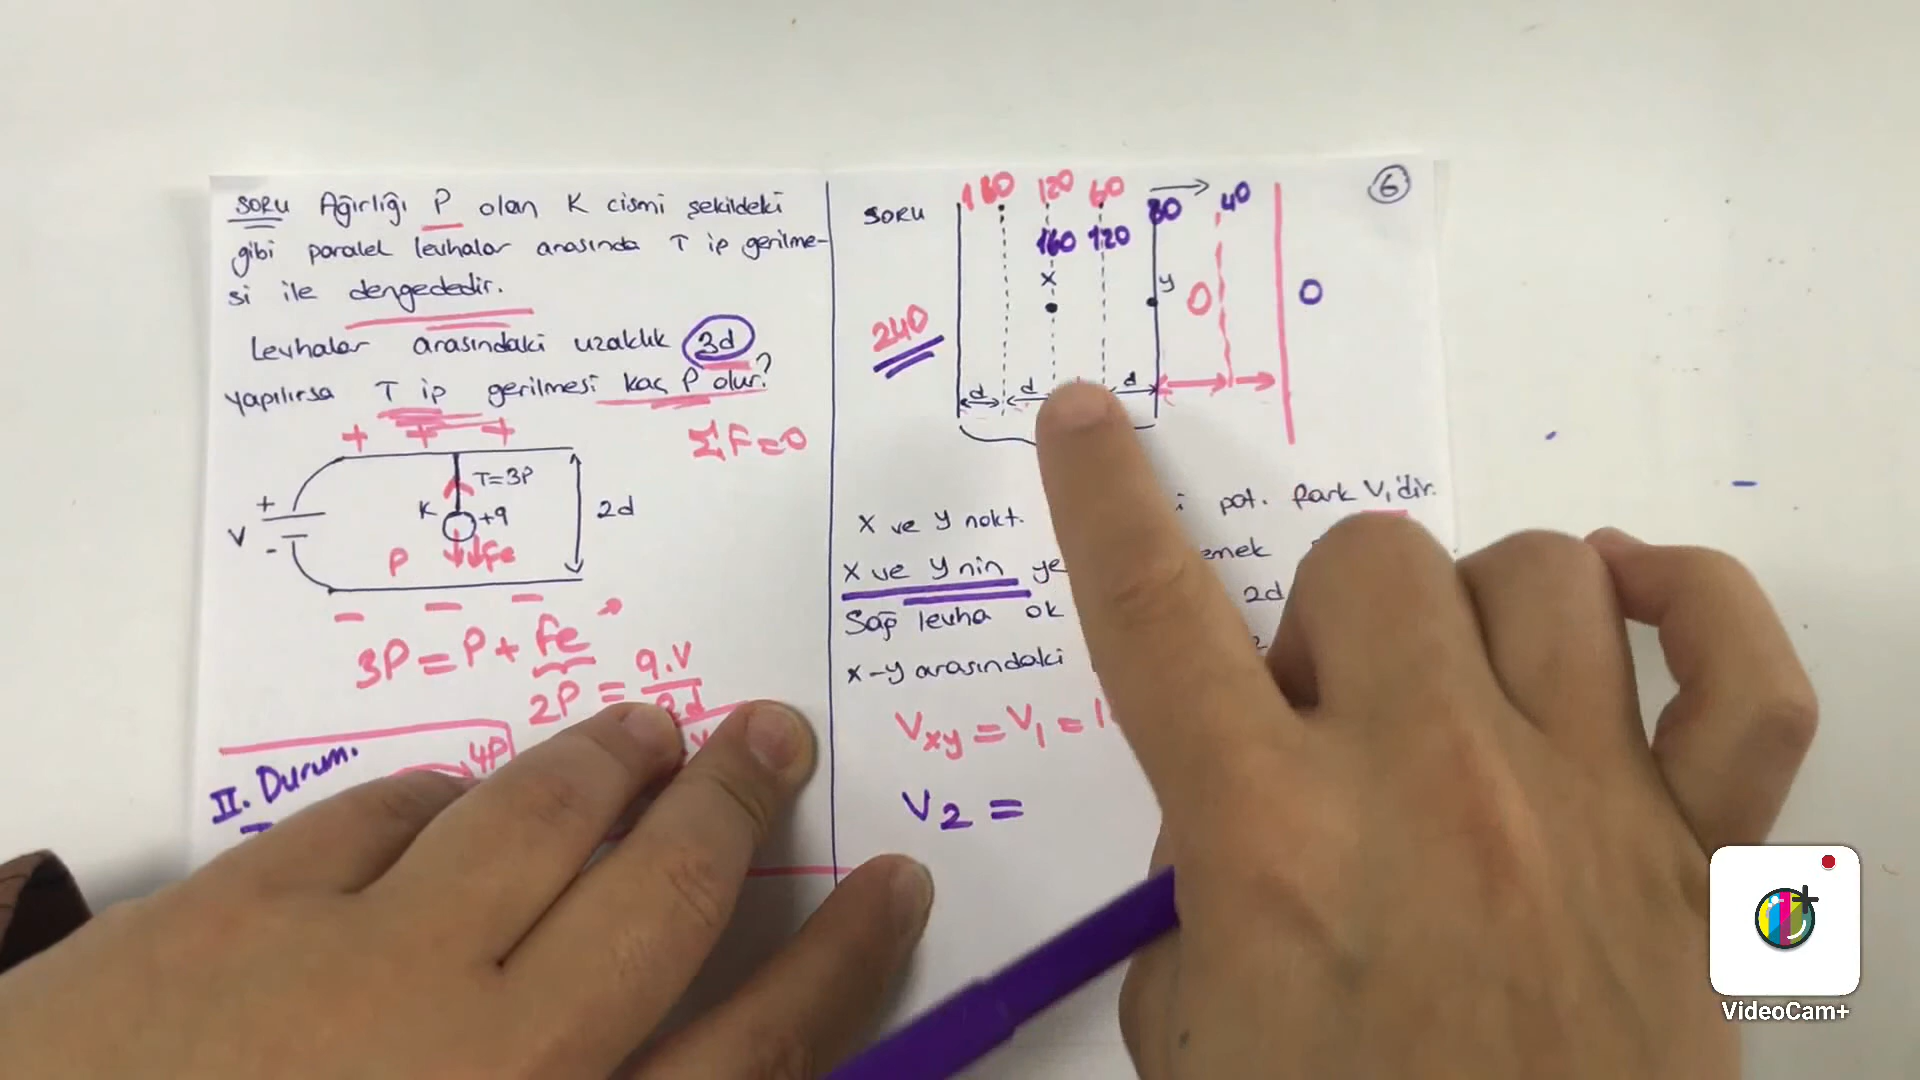 SORU Ağırlığı P olan K cismi şekildeki
gibi paralel levhalar arasında T ip gerilme-
si ile dengededir.
Levhalar arasındaki uzaklık 3d
yapılırsa T ip gerilmesi kaç P olur?
+ + +
ΣF=0
T=3P
+
K
+q
2d
V
-
P
Fe
- - -
3P = P + Fe
2P = q.V
2d
II. Durum.
4P
6
SORU
180 120 60
80 40
160 120
x
y
0
0
240
d d d
x ve y nokt. pot. fark V₁'dir.
x ve y nin
2d
Sağ levha ok
x-y arasındaki
Vxy = V₁ =
V2 =
VideoCam+